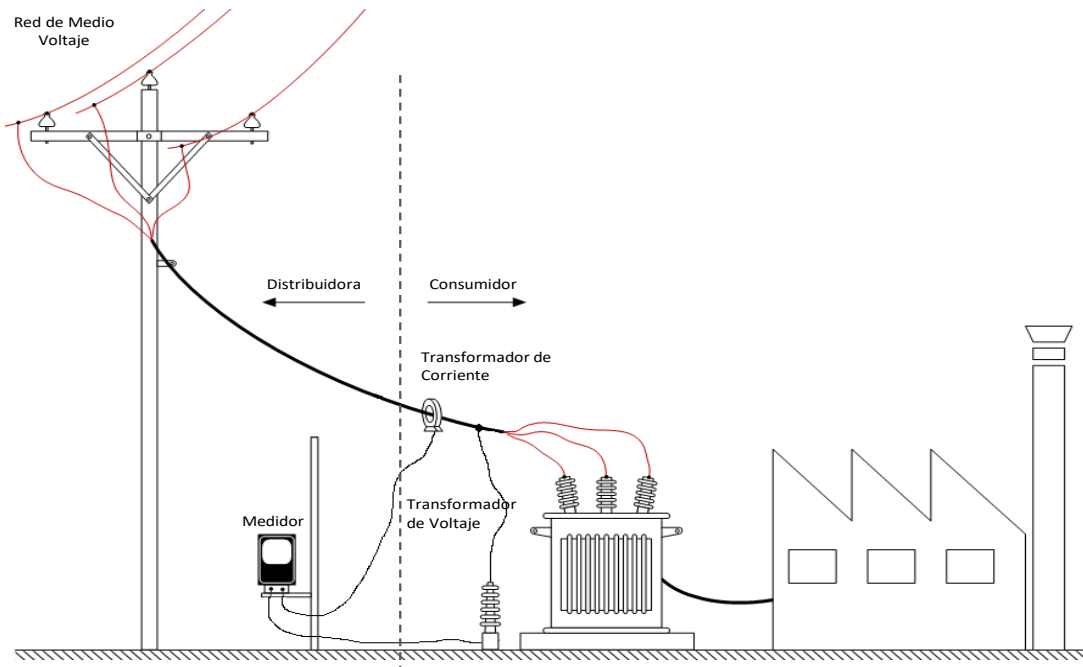 Red de Medio
Voltaje
Distribuidora
Consumidor
Transformador de
Corriente
Transformador
de Voltaje
Medidor